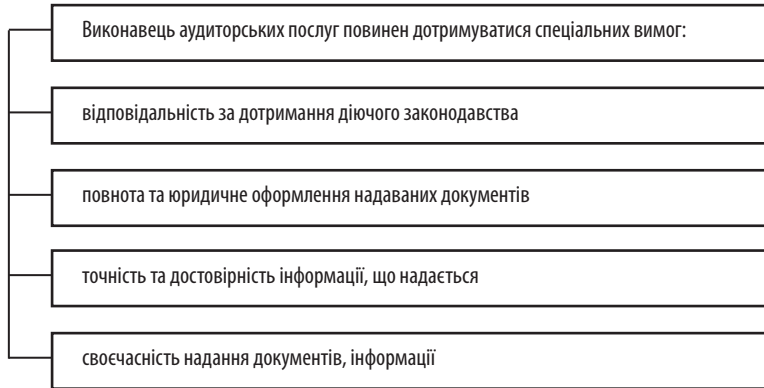 Виконавець аудиторських послуг повинен дотримуватися спеціальних вимог:
відповідальність за дотримання діючого законодавства
повнота та юридичне оформлення надаваних документів
точність та достовірність інформації, що надається
своєчасність надання документів, інформації